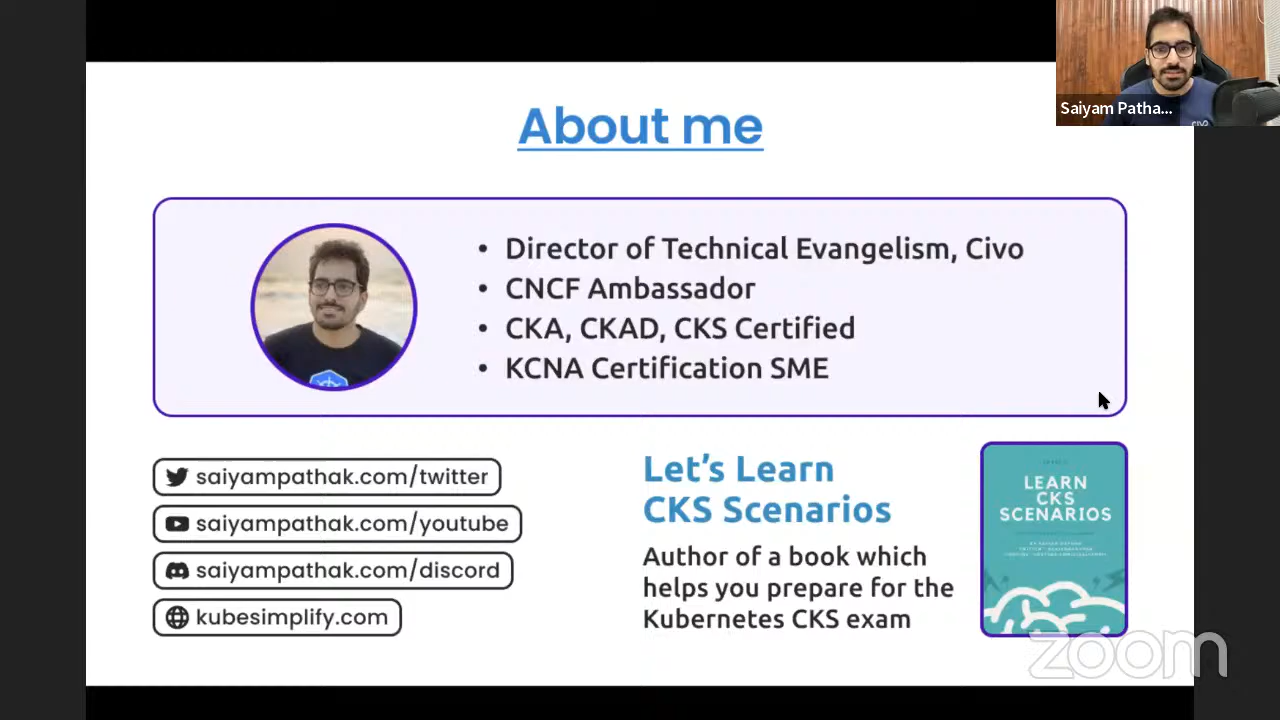 Saiyam Patha...
About me
• Director of Technical Evangelism, Civo
• CNCF Ambassador
• CKA, CKAD, CKS Certified
• KCNA Certification SME
saiyampathak.com/twitter
saiyampathak.com/youtube
saiyampathak.com/discord
kubesimplify.com
Let's Learn
CKS Scenarios
Author of a book which
helps you prepare for the
Kubernetes CKS exam
LEARN
CKS
SCENARIOS
zoom